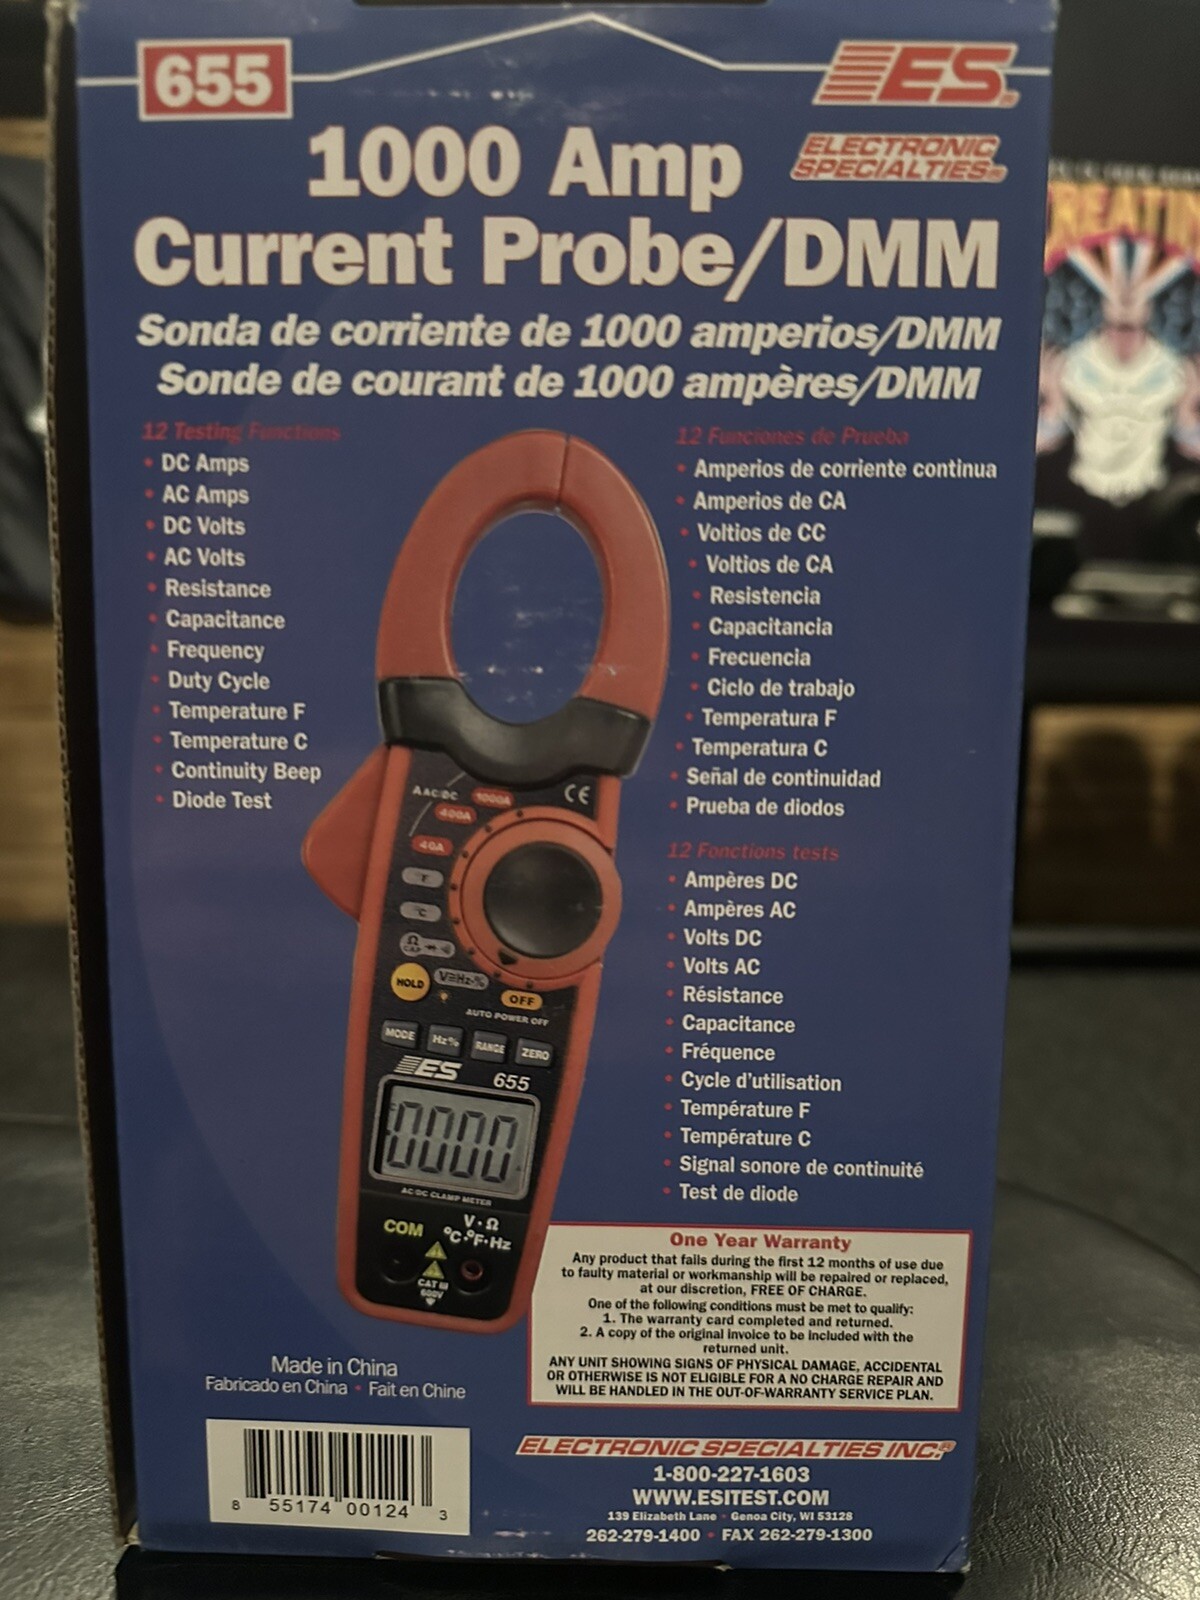 655
ES
ELECTRONIC
SPECIALTIES®
1000 Amp
Current Probe/DMM
Sonda de corriente de 1000 amperios/DMM
Sonde de courant de 1000 ampères/DMM
12 Testing Functions
• DC Amps
• AC Amps
• DC Volts
• AC Volts
• Resistance
• Capacitance
• Frequency
• Duty Cycle
• Temperature F
• Temperature C
• Continuity Beep
• Diode Test
12 Funciones de Prueba
• Amperios de corriente continua
• Amperios de CA
• Voltios de CC
• Voltios de CA
• Resistencia
• Capacitancia
• Frecuencia
• Ciclo de trabajo
• Temperatura F
• Temperatura C
• Señal de continuidad
• Prueba de diodos
12 Fonctions tests
• Ampères DC
• Ampères AC
• Volts DC
• Volts AC
• Résistance
• Capacitance
• Fréquence
• Cycle d'utilisation
• Température F
• Température C
• Signal sonore de continuité
• Test de diode
A AC/DC
1000A
CE
400A
40A
°F
°C
Ω
CAP
HOLD
V≂Hz·%
OFF
AUTO POWER OFF
MODE
Hz%
RANGE
ZERO
ES
655
0000
AC/DC CLAMP METER
COM
V·Ω
°C·°F·Hz
CAT III
600V
One Year Warranty
Any product that fails during the first 12 months of use due
to faulty material or workmanship will be repaired or replaced,
at our discretion, FREE OF CHARGE.
One of the following conditions must be met to qualify:
1. The warranty card completed and returned.
2. A copy of the original invoice to be included with the
returned unit.
ANY UNIT SHOWING SIGNS OF PHYSICAL DAMAGE, ACCIDENTAL
OR OTHERWISE IS NOT ELIGIBLE FOR A NO CHARGE REPAIR AND
WILL BE HANDLED IN THE OUT-OF-WARRANTY SERVICE PLAN.
Made in China
Fabricado en China • Fait en Chine
8 55174 00124 3
ELECTRONIC SPECIALTIES INC.®
1-800-227-1603
WWW.ESITEST.COM
139 Elizabeth Lane • Genoa City, WI 53128
262-279-1400 • FAX 262-279-1300